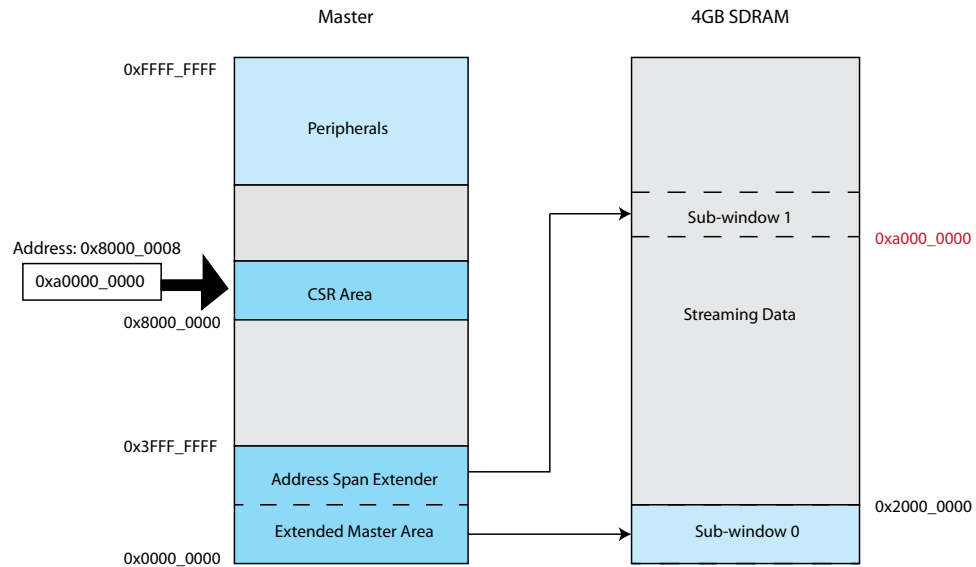 Master
4GB SDRAM
0xFFFF_FFFF
Peripherals
Sub-window 1
0xa000_0000
Address: 0x8000_0008
0xa0000_0000
CSR Area
0x8000_0000
Streaming Data
0x3FFF_FFFF
Address Span Extender
0x2000_0000
Extended Master Area
Sub-window 0
0x0000_0000